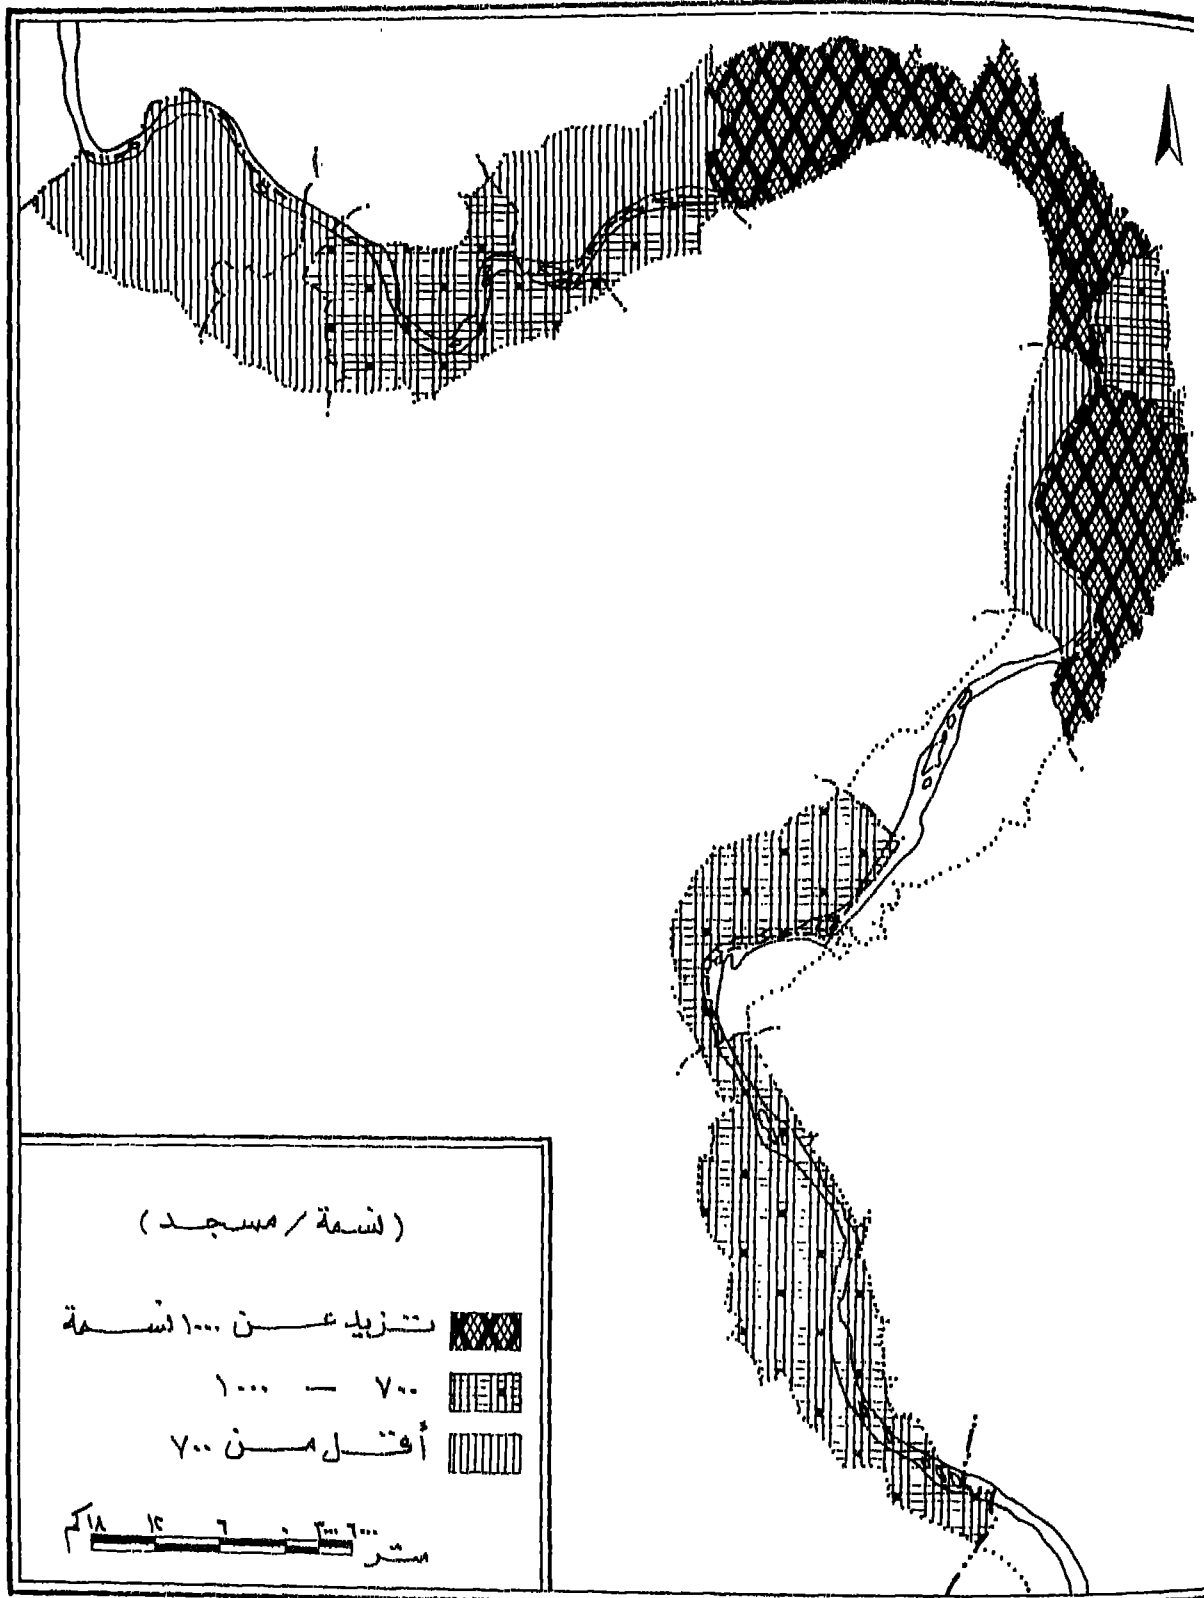 (نسمة / مسجد)
تزيد عن ١٠٠٠ نسمة
٧٠٠ – ١٠٠٠
أقل من ٧٠٠
متر ٦٠٠٠ ٣٠٠٠ ٠ ٦ ١٢ ١٨ كم